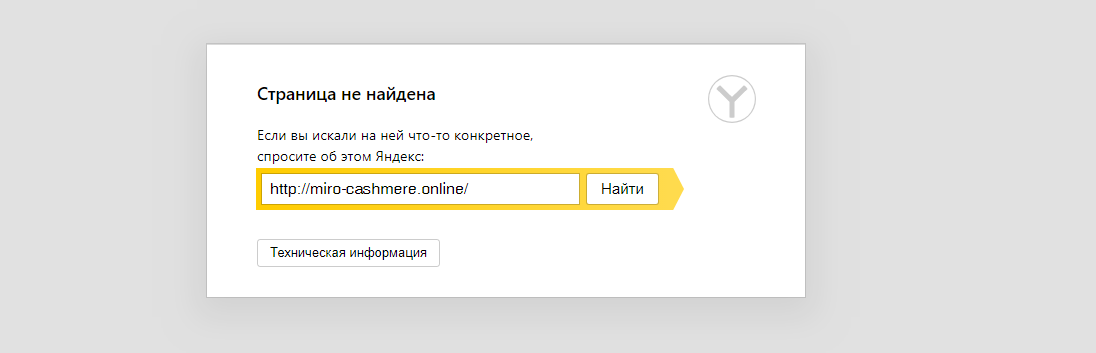 Страница не найдена
Если вы искали на ней что-то конкретное,
спросите об этом Яндекс:
http://miro-cashmere.online/ Найти
Техническая информация